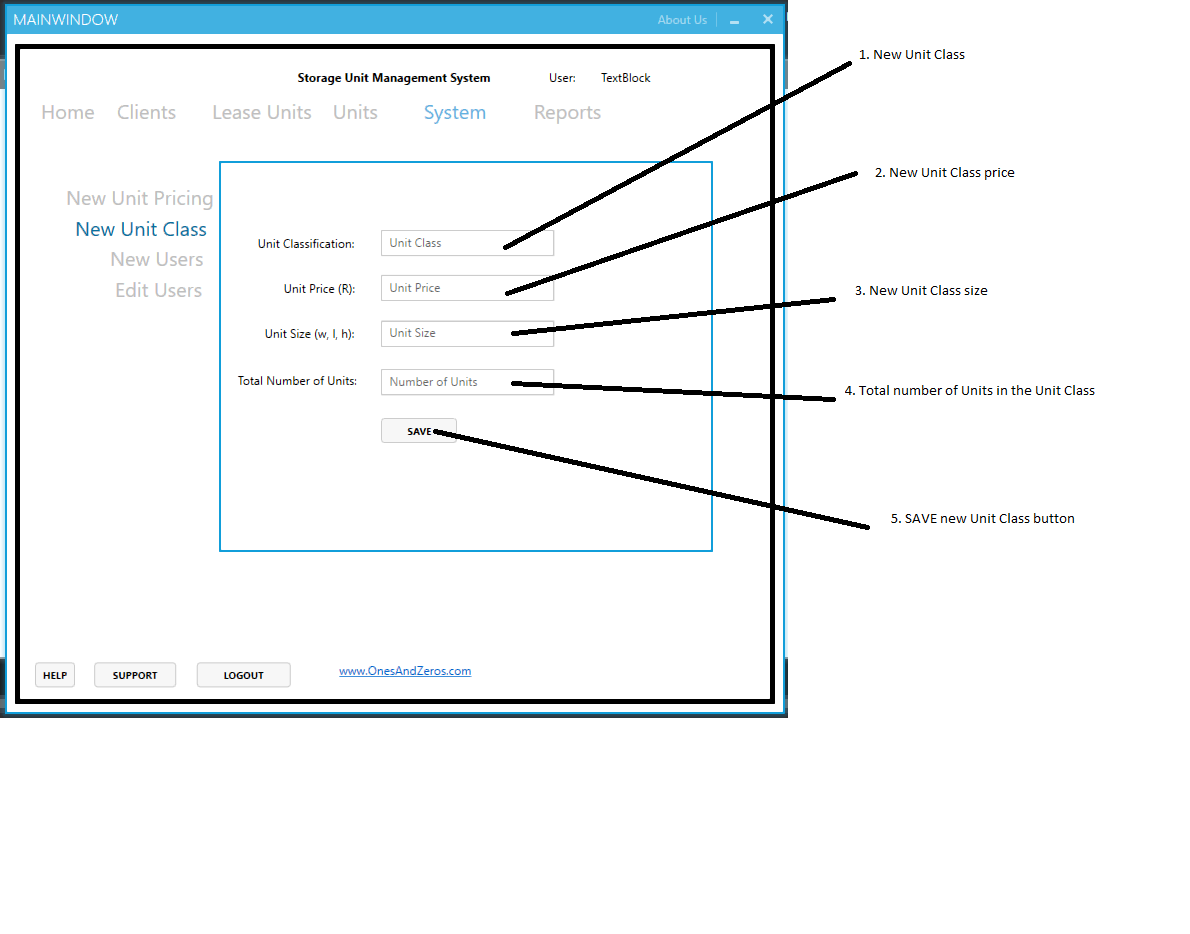 MAINWINDOW
About Us
Storage Unit Management System
User:
TextBlock
Home
Clients
Lease Units
Units
System
Reports
New Unit Pricing
New Unit Class
New Users
Edit Users
Unit Classification:
Unit Class
Unit Price (R):
Unit Price
Unit Size (w, l, h):
Unit Size
Total Number of Units:
Number of Units
SAVE
HELP
SUPPORT
LOGOUT
www.OnesAndZeros.com
1. New Unit Class
2. New Unit Class price
3. New Unit Class size
4. Total number of Units in the Unit Class
5. SAVE new Unit Class button